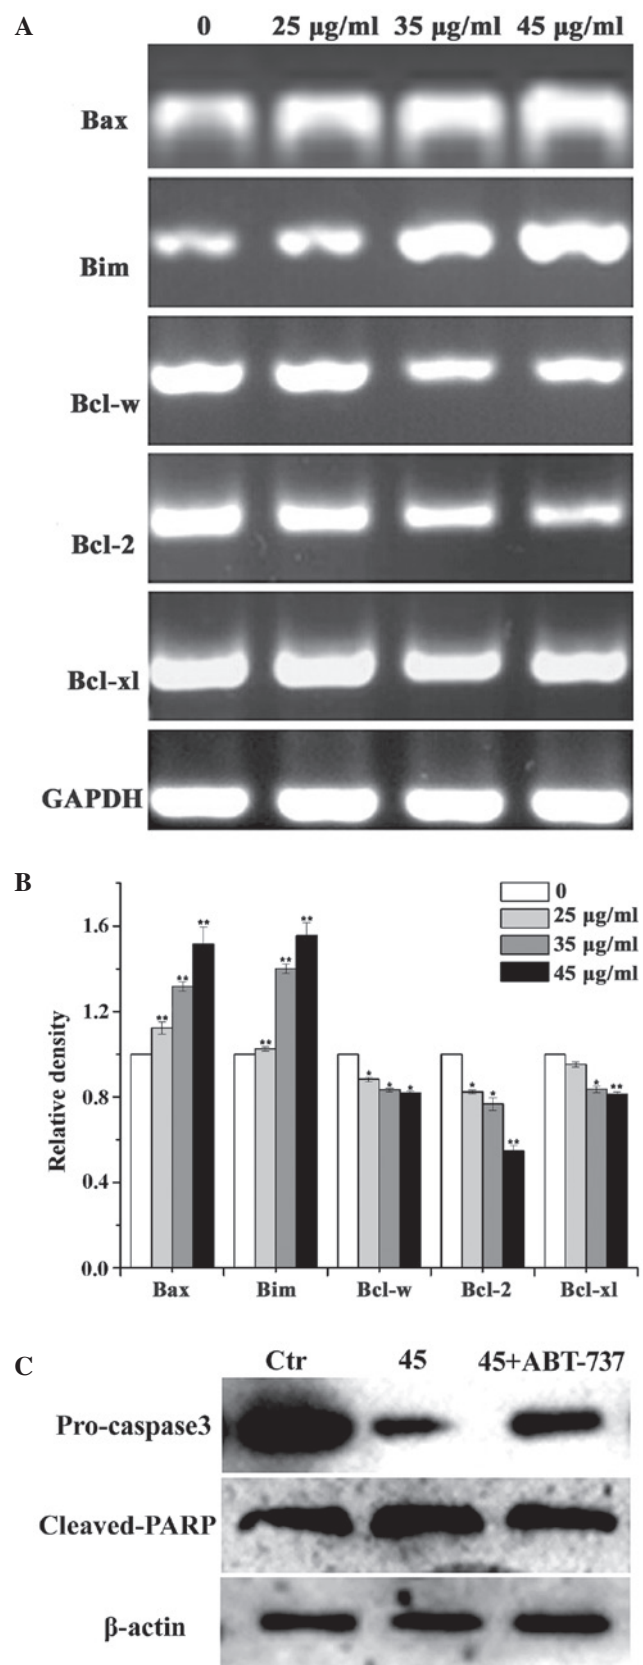 A
0 25 μg/ml 35 μg/ml 45 μg/ml
Bax
Bim
Bcl-w
Bcl-2
Bcl-xl
GAPDH
B
0
25 μg/ml
35 μg/ml
45 μg/ml
Relative density
1.6
1.2
0.8
0.4
0.0
** ** ** **
** ** ** **
* * *
* * **
* **
Bax Bim Bcl-w Bcl-2 Bcl-xl
C
Ctr 45 45+ABT-737
Pro-caspase3
Cleaved-PARP
β-actin